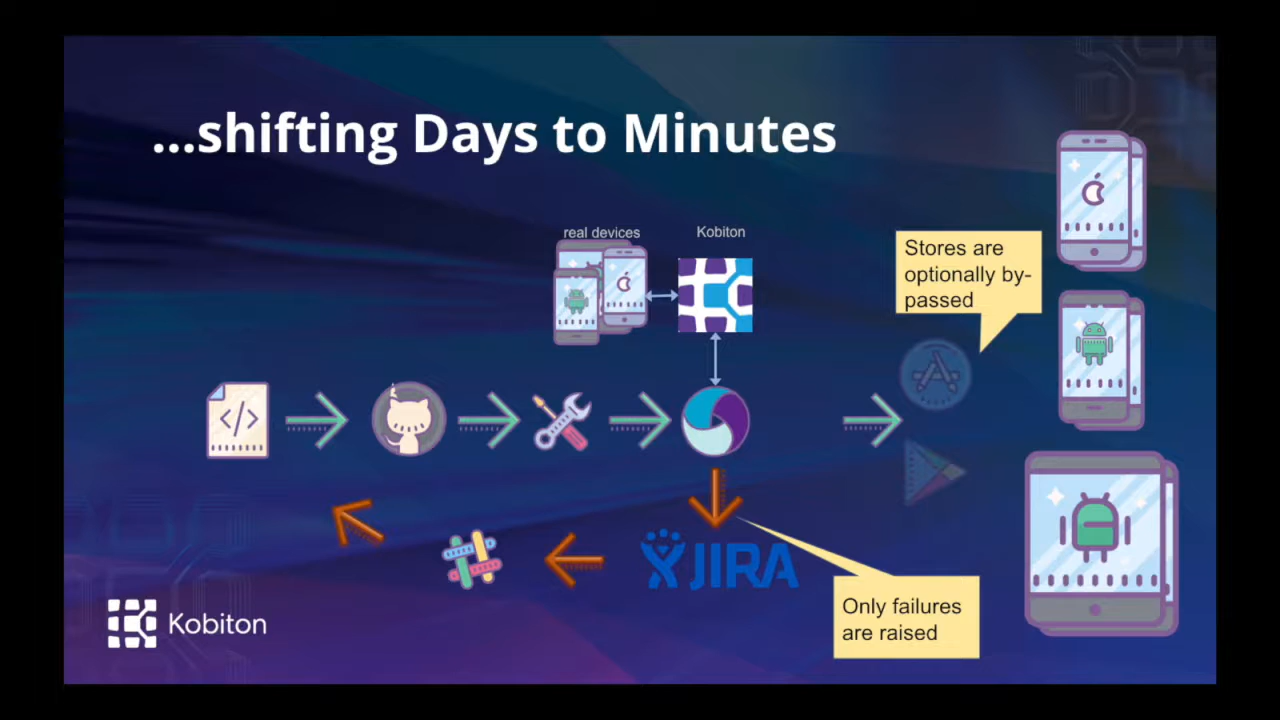 ...shifting Days to Minutes
real devices
Kobiton
Stores are
optionally by-
passed
</>
JIRA
Only failures
are raised
Kobiton